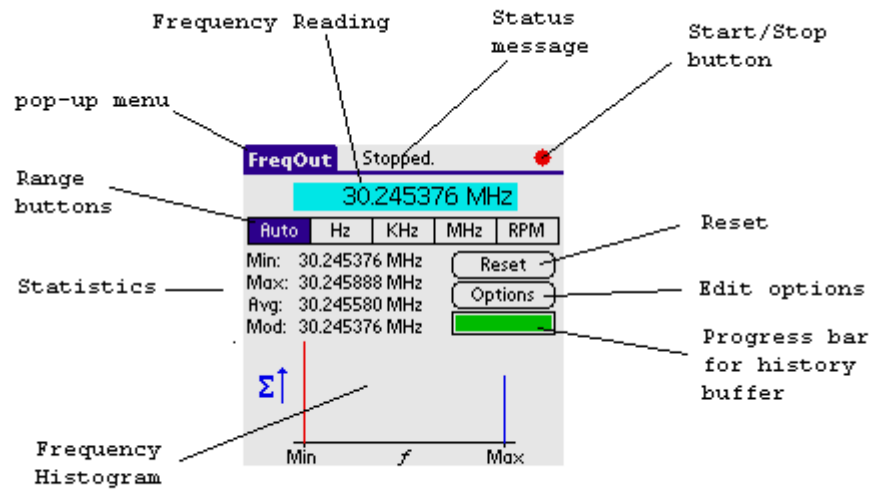 Frequency Reading
Status
message
Start/Stop
button
pop-up menu
FreqOut
Stopped.
Range
buttons
30.245376 MHz
Auto Hz KHz MHz RPM
Reset
Min: 30.245376 MHz
Reset
Statistics
Max: 30.245888 MHz
Options
Edit options
Avg: 30.245580 MHz
Mod: 30.245376 MHz
Progress bar
for history
buffer
Σ↑
Frequency
Histogram
Min f Max